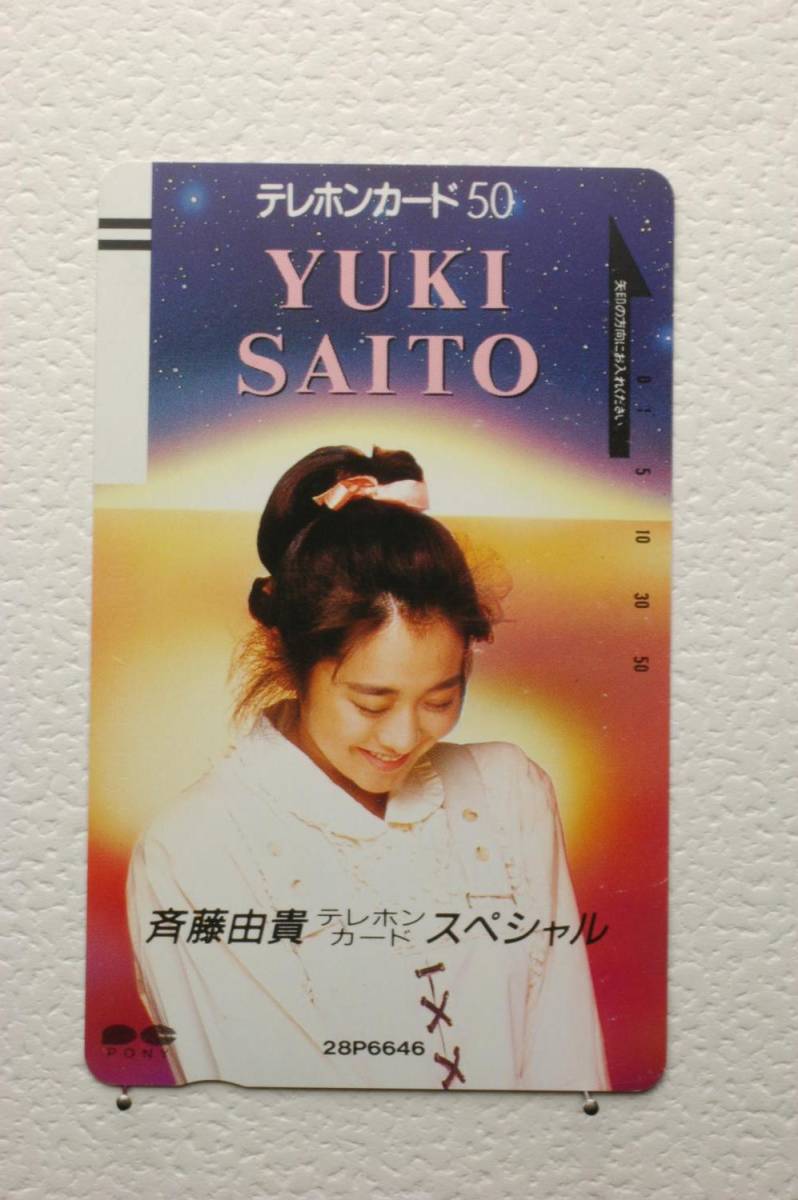 テレホンカード50
YUKI
SAITO
矢印の方向にお入れください
0 1
5
10
30
50
斉藤由貴 テレホンカード スペシャル
28P6646
PONY